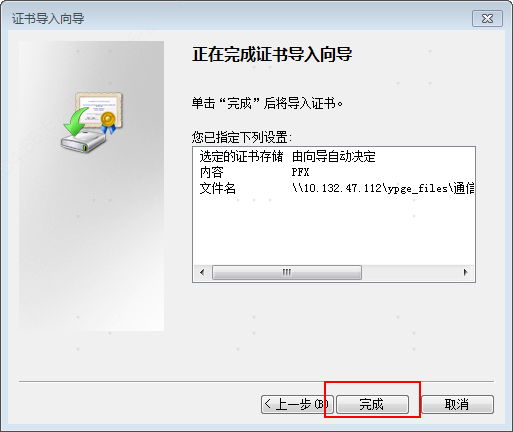 证书导入向导
正在完成证书导入向导
单击“完成”后将导入证书。
您已指定下列设置:
选定的证书存储 由向导自动决定
内容 PFX
文件名 \\10.132.47.112\ypge_files\通信
< 上一步(B) 完成 取消